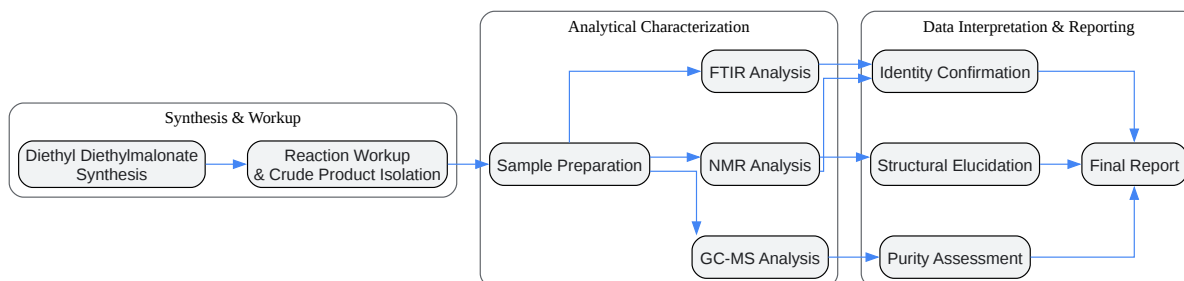 Analytical Characterization
Data Interpretation & Reporting
FTIR Analysis
Identity Confirmation
Synthesis & Workup
Diethyl Diethylmalonate
Synthesis
Reaction Workup
& Crude Product Isolation
Sample Preparation
NMR Analysis
Structural Elucidation
Final Report
GC-MS Analysis
Purity Assessment